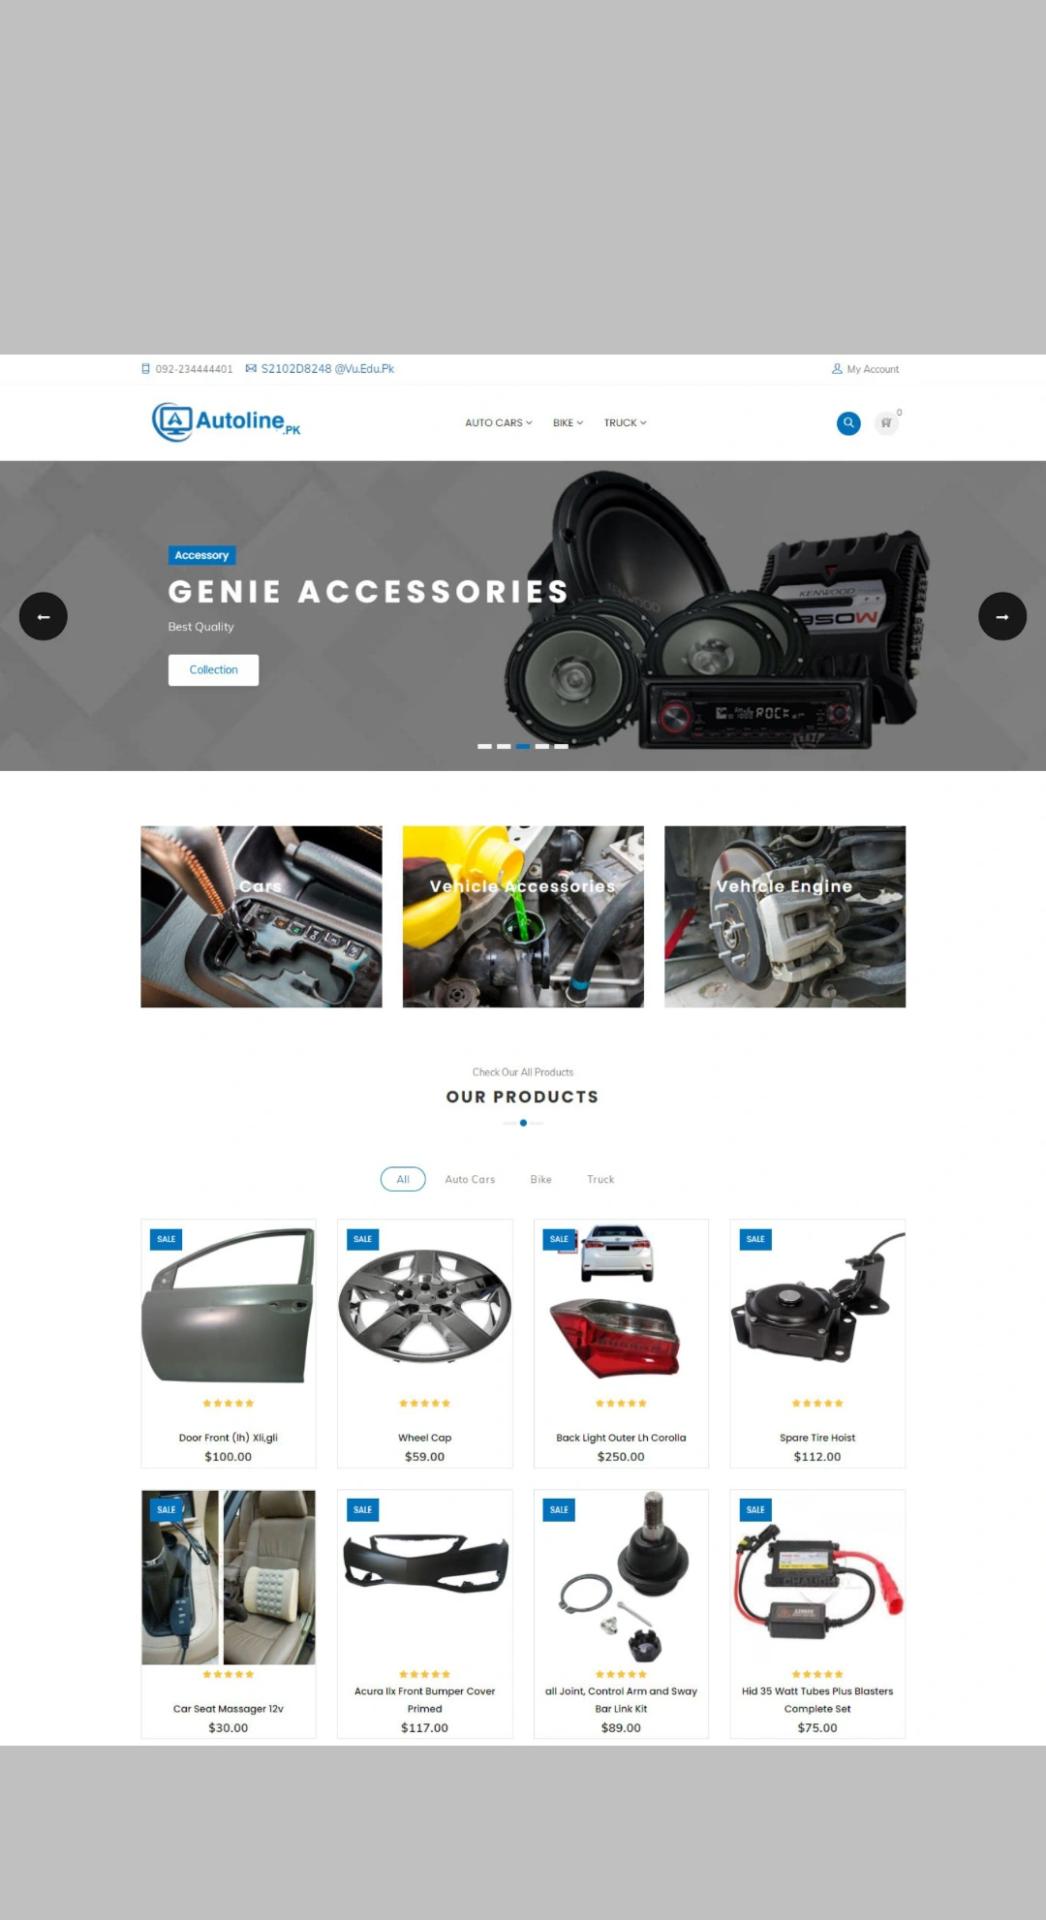 092-234444401 S2102D8248 @Vu.Edu.Pk My Account
Autoline.PK AUTO CARS BIKE TRUCK 0
Accessory
GENIE ACCESSORIES
Best Quality
Collection
KENWOOD
KENWOOD
ROCK
Cars Vehicle Accessories Vehicle Engine
Check Our All Products
OUR PRODUCTS
All Auto Cars Bike Truck
SALE SALE SALE SALE
Door Front (lh) Xli,gli Wheel Cap Back Light Outer Lh Corolla Spare Tire Hoist
$100.00 $59.00 $250.00 $112.00
SALE SALE SALE SALE
Acura Ilx Front Bumper Cover all Joint, Control Arm and Sway Hid 35 Watt Tubes Plus Blasters
Car Seat Massager 12v Primed Bar Link Kit Complete Set
$30.00 $117.00 $89.00 $75.00